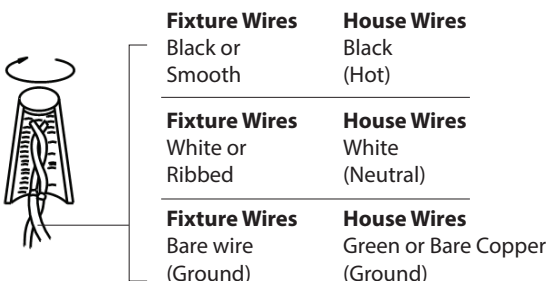 Fixture Wires House Wires
Black or Black
Smooth (Hot)
Fixture Wires House Wires
White or White
Ribbed (Neutral)
Fixture Wires House Wires
Bare wire Green or Bare Copper
(Ground) (Ground)